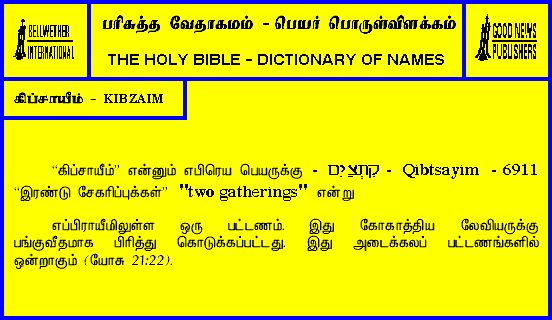 BELLWETHER
INTERNATIONAL
பரிசுத்த வேதாகமம் - பெயர் பொருள்விளக்கம்
THE HOLY BIBLE - DICTIONARY OF NAMES
GOOD NEWS
PUBLISHERS
கிப்சாயீம் - KIBZAIM
“கிப்சாயீம்” என்னும் எபிரெய பெயருக்கு - - Qibtsayim - 6911
“இரண்டு சேகரிப்புக்கள்” "two gatherings" என்று
எப்பிராயீமிலுள்ள ஒரு பட்டணம். இது கோகாத்திய லேவியருக்கு
பங்குவீதமாக பிரித்து கொடுக்கப்பட்டது. இது அடைக்கலப் பட்டணங்களில்
ஒன்றாகும் (யோசு 21:22).